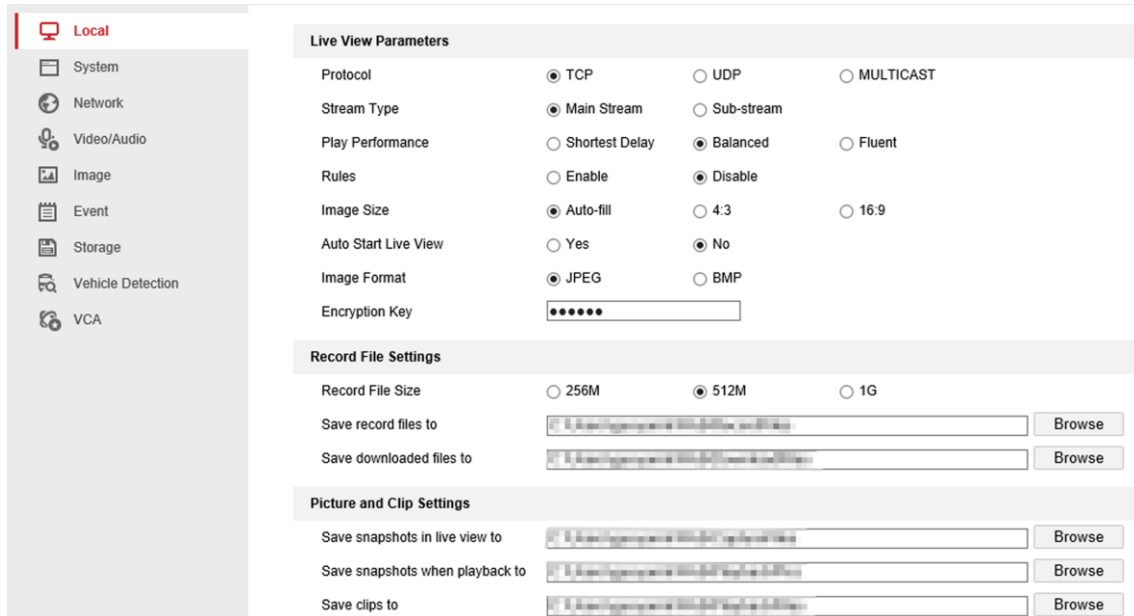 Local
System
Network
Video/Audio
Image
Event
Storage
Vehicle Detection
VCA
Live View Parameters
Protocol TCP UDP MULTICAST
Stream Type Main Stream Sub-stream
Play Performance Shortest Delay Balanced Fluent
Rules Enable Disable
Image Size Auto-fill 4:3 16:9
Auto Start Live View Yes No
Image Format JPEG BMP
Encryption Key ●●●●●●
Record File Settings
Record File Size 256M 512M 1G
Save record files to Browse
Save downloaded files to Browse
Picture and Clip Settings
Save snapshots in live view to Browse
Save snapshots when playback to Browse
Save clips to Browse